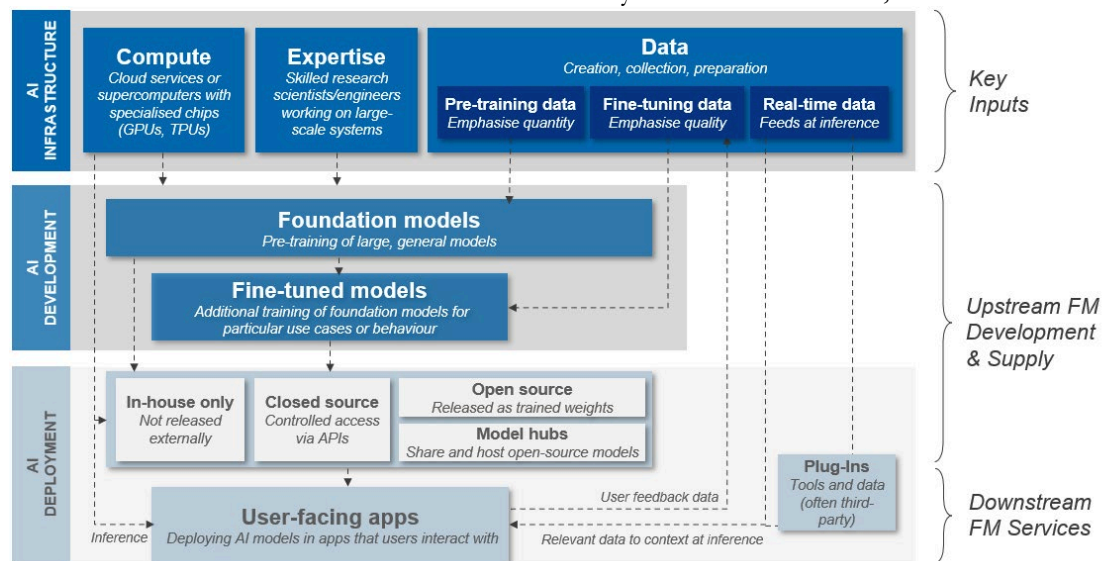 AI
INFRASTRUCTURE
Compute
Cloud services or
supercomputers with
specialised chips
(GPUs, TPUs)
Expertise
Skilled research
scientists/engineers
working on large-
scale systems
Data
Creation, collection, preparation
Pre-training data
Emphasise quantity
Fine-tuning data
Emphasise quality
Real-time data
Feeds at inference
Key
Inputs
AI
DEVELOPMENT
Foundation models
Pre-training of large, general models
Fine-tuned models
Additional training of foundation models for
particular use cases or behaviour
Upstream FM
Development
& Supply
AI
DEPLOYMENT
In-house only
Not released
externally
Closed source
Controlled access
via APIs
Open source
Released as trained weights
Model hubs
Share and host open-source models
Plug-Ins
Tools and data
(often third-
party)
User feedback data
User-facing apps
Deploying AI models in apps that users interact with
Inference
Relevant data to context at inference
Downstream
FM Services